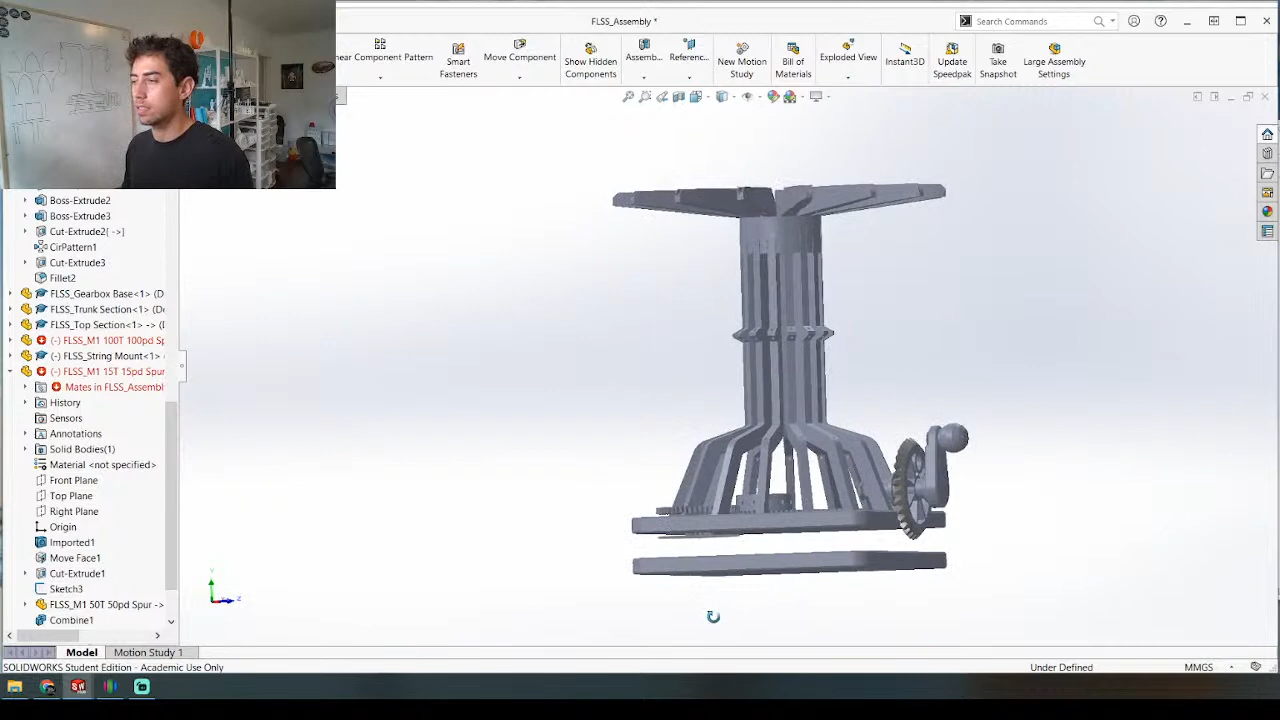 FLSS_Assembly *
Search Commands
near Component Pattern
Smart
Fasteners
Move Component
Show Hidden
Components
Assemb...
Referenc...
New Motion
Study
Bill of
Materials
Exploded View
Instant3D
Update
Speedpak
Take
Snapshot
Large Assembly
Settings
Boss-Extrude2
Boss-Extrude3
Cut-Extrude2{ ->}
CirPattern1
Cut-Extrude3
Fillet2
FLSS_Gearbox Base<1> (De
FLSS_Trunk Section<1> (De
FLSS_Top Section<1> -> (D
(-) FLSS_M1 100T 100pd Sp
(-) FLSS_String Mount<1>
(-) FLSS_M1 15T 15pd Spur
Mates in FLSS_Assembl
History
Sensors
Annotations
Solid Bodies(1)
Material <not specified>
Front Plane
Top Plane
Right Plane
Origin
Imported1
Move Face1
Cut-Extrude1
Sketch3
FLSS_M1 50T 50pd Spur ->
Combine1
Y
Z
Model
Motion Study 1
SOLIDWORKS Student Edition - Academic Use Only
Under Defined
MMGS